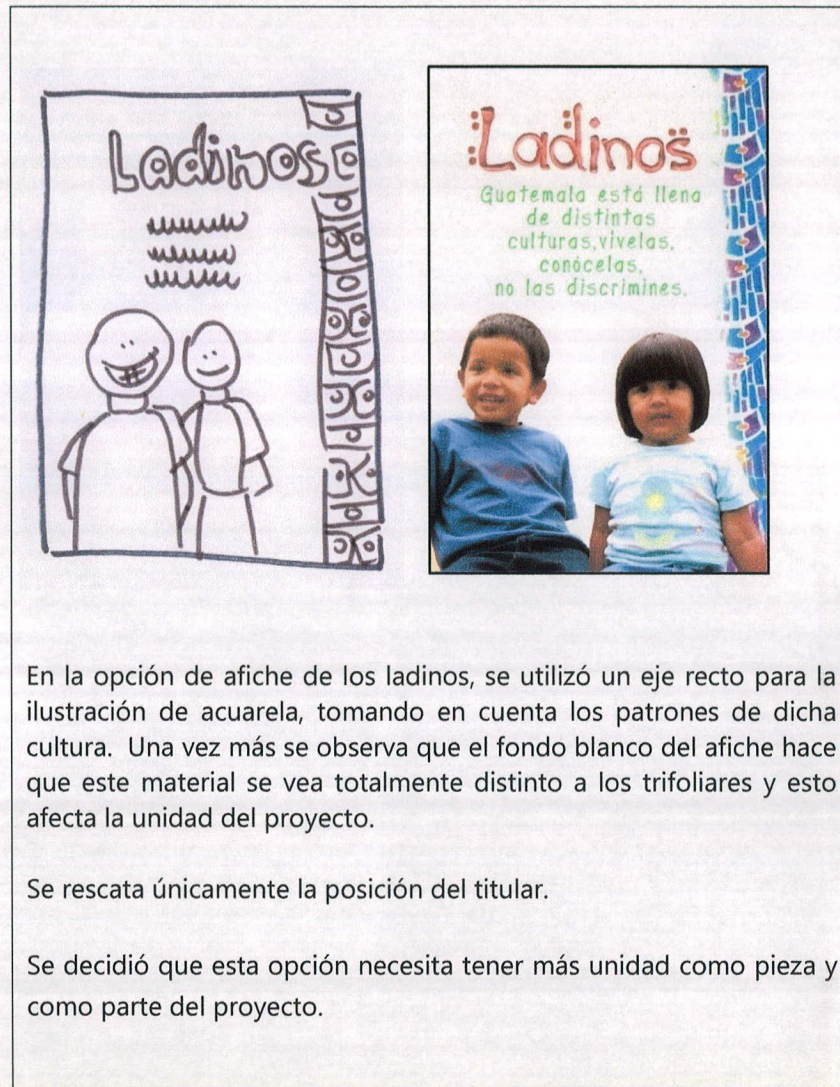 Ladinos
Ladinos
Guatemala está llena
de distintas
culturas,vivelas,
conócelas,
no las discrimines.
En la opción de afiche de los ladinos, se utilizó un eje recto para la
ilustración de acuarela, tomando en cuenta los patrones de dicha
cultura. Una vez más se observa que el fondo blanco del afiche hace
que este material se vea totalmente distinto a los trifoliares y esto
afecta la unidad del proyecto.
Se rescata únicamente la posición del titular.
Se decidió que esta opción necesita tener más unidad como pieza y
como parte del proyecto.